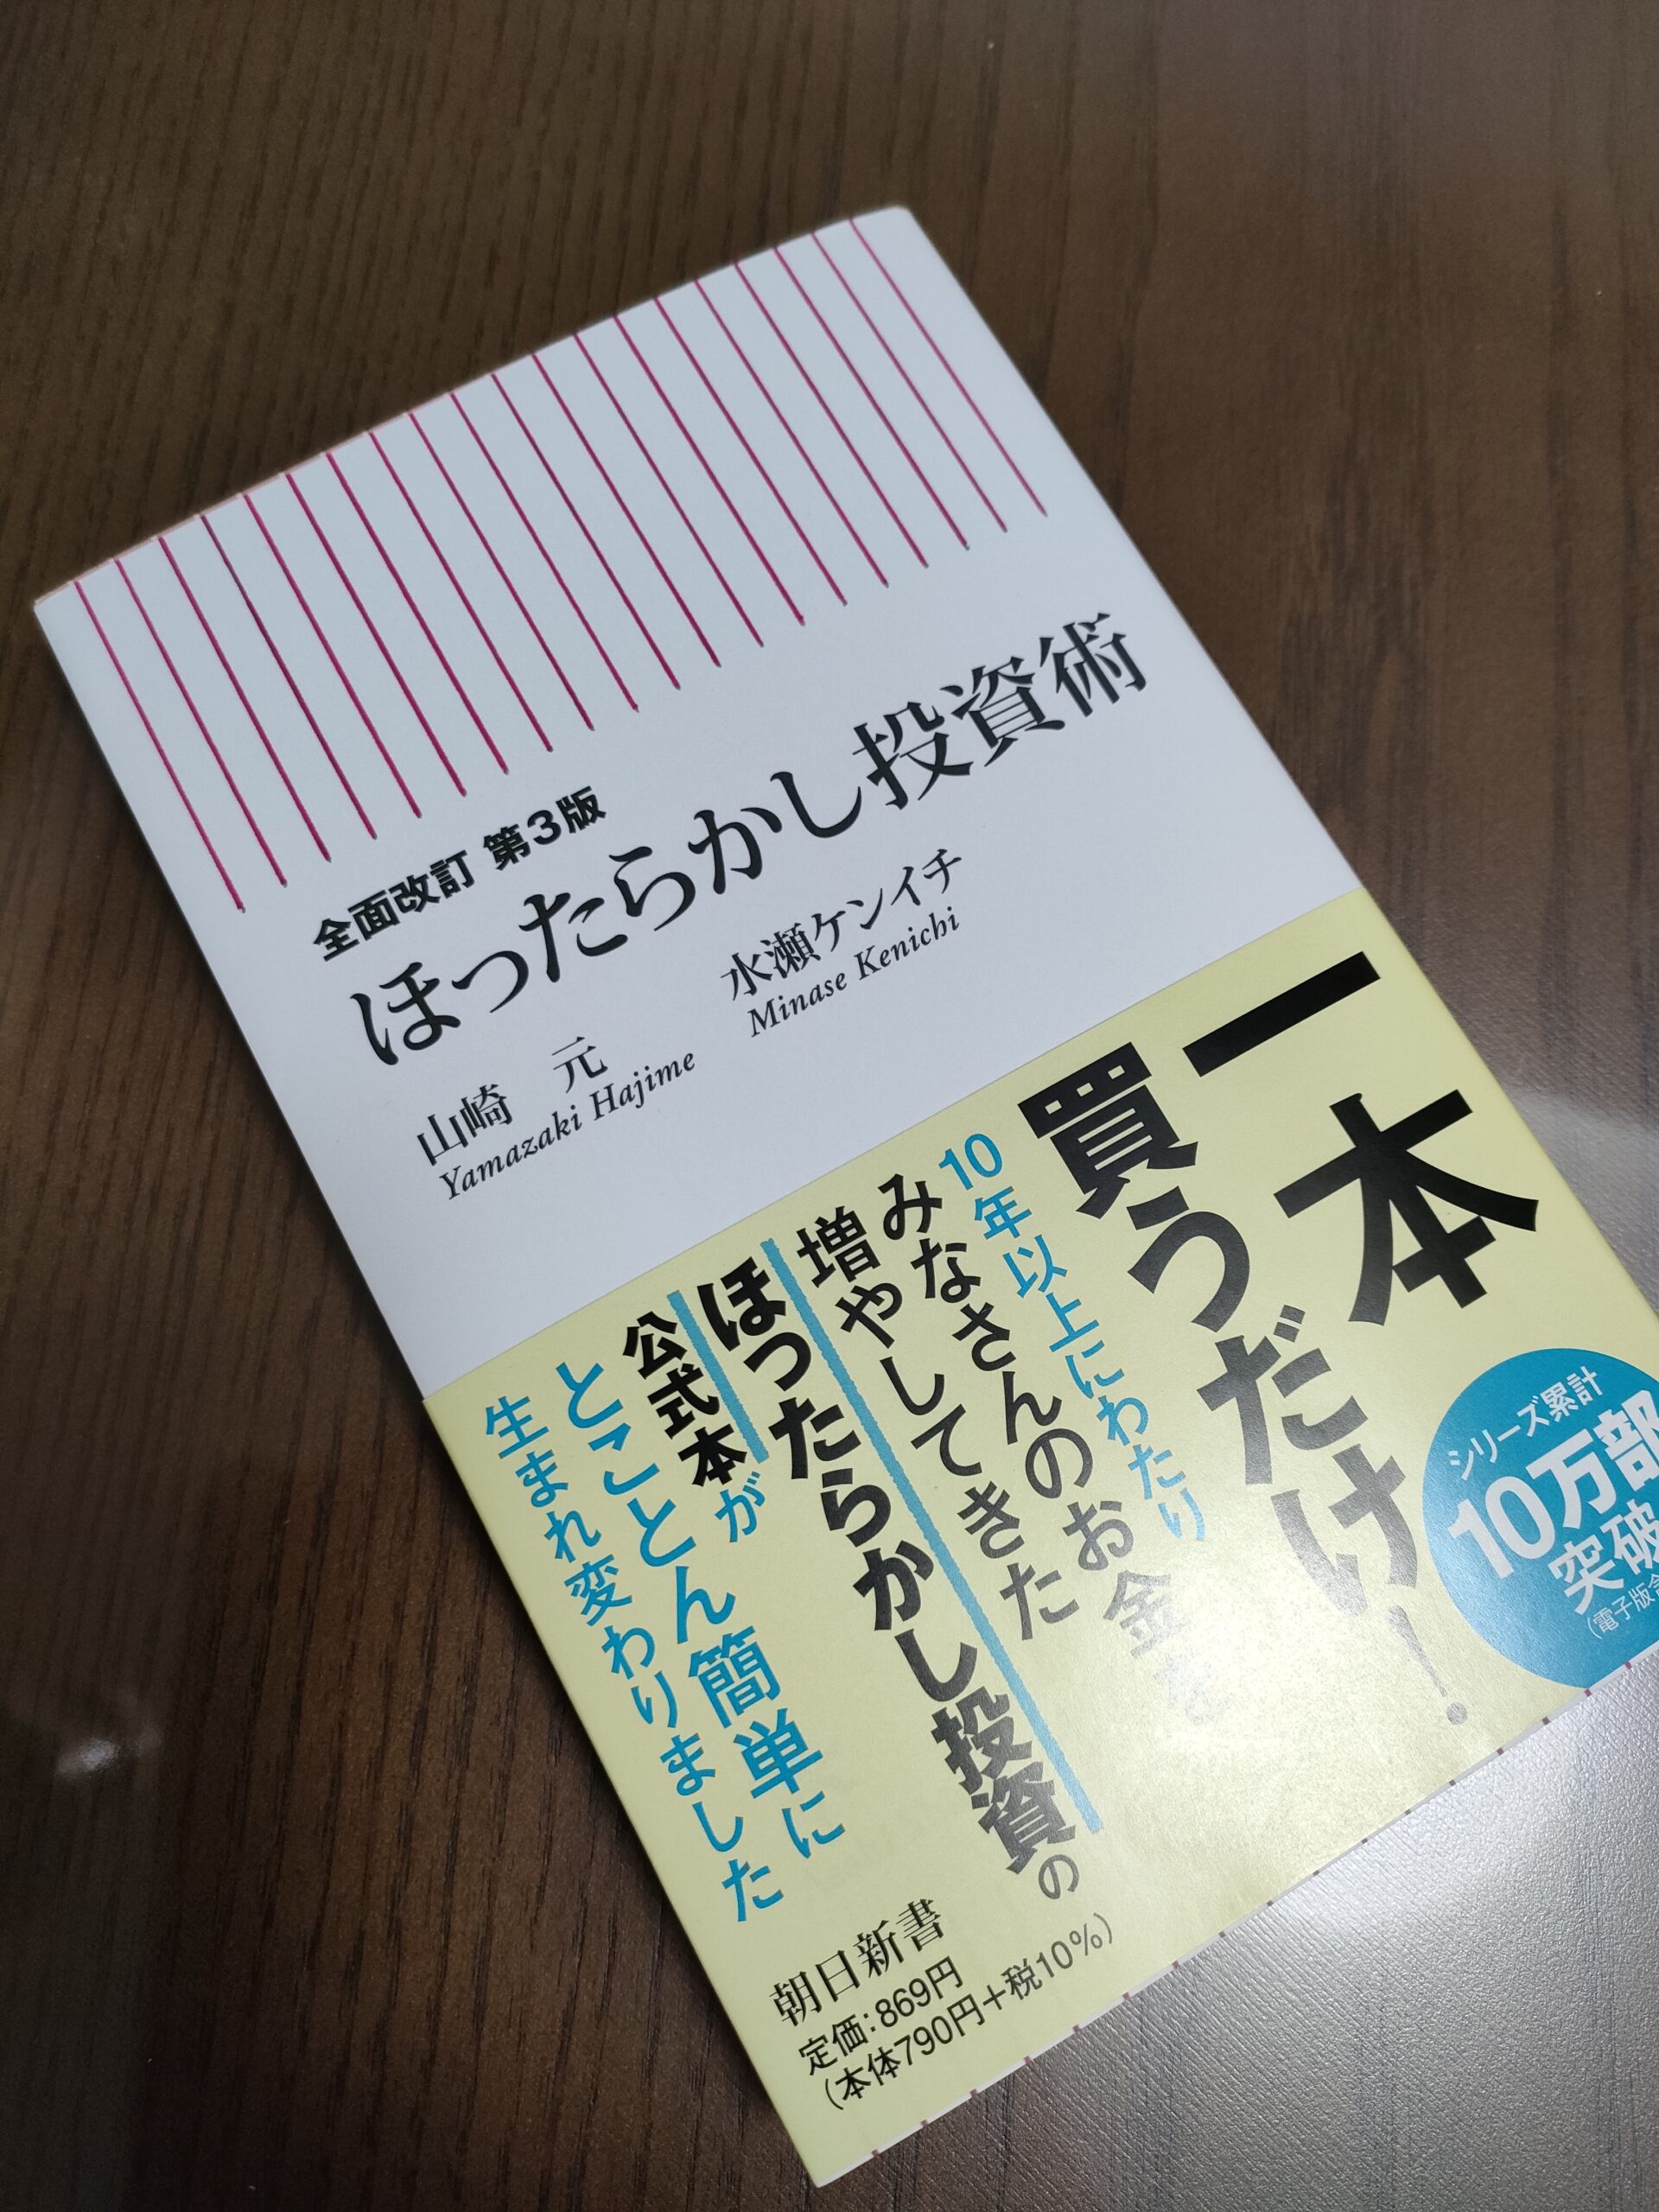 全面改訂 第3版
ほったらかし投資術
山崎 元
Yamazaki Hajime
水瀬ケンイチ
Minase Kenichi
一本
買うだけ!
10年以上にわたり
みなさんのお金を
増やしてきた
ほったらかし投資の
公式本が
とことん簡単に
生まれ変わりました
シリーズ累計
10万部
突破
(電子版含
朝日新書
定価:869円
(本体790円+税10%)